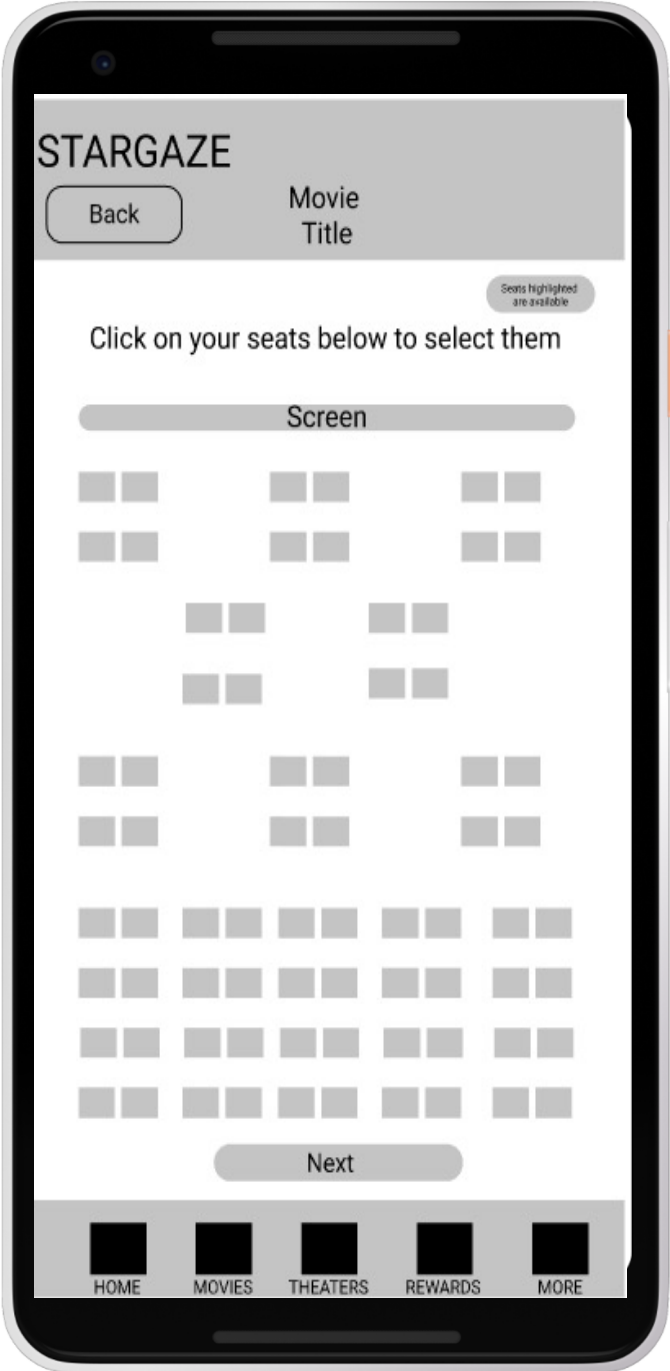 STARGAZE
Back
Movie
Title
Seats highlighted
are available
Click on your seats below to select them
Screen
Next
HOME MOVIES THEATERS REWARDS MORE